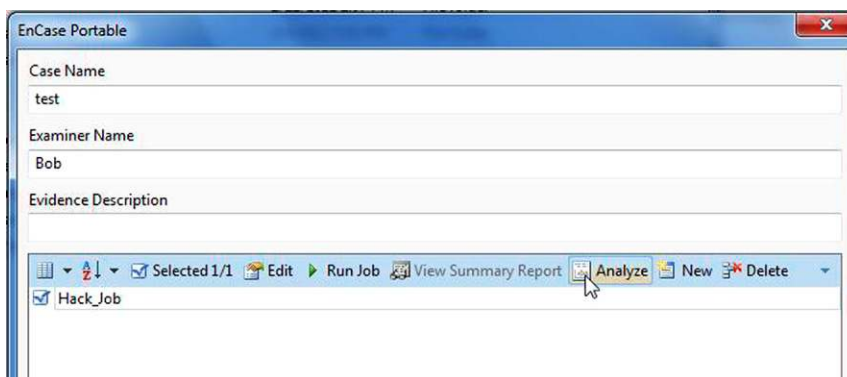 EnCase Portable
Case Name
test
Examiner Name
Bob
Evidence Description
Selected 1/1 Edit Run Job View Summary Report Analyze New Delete
Hack_Job